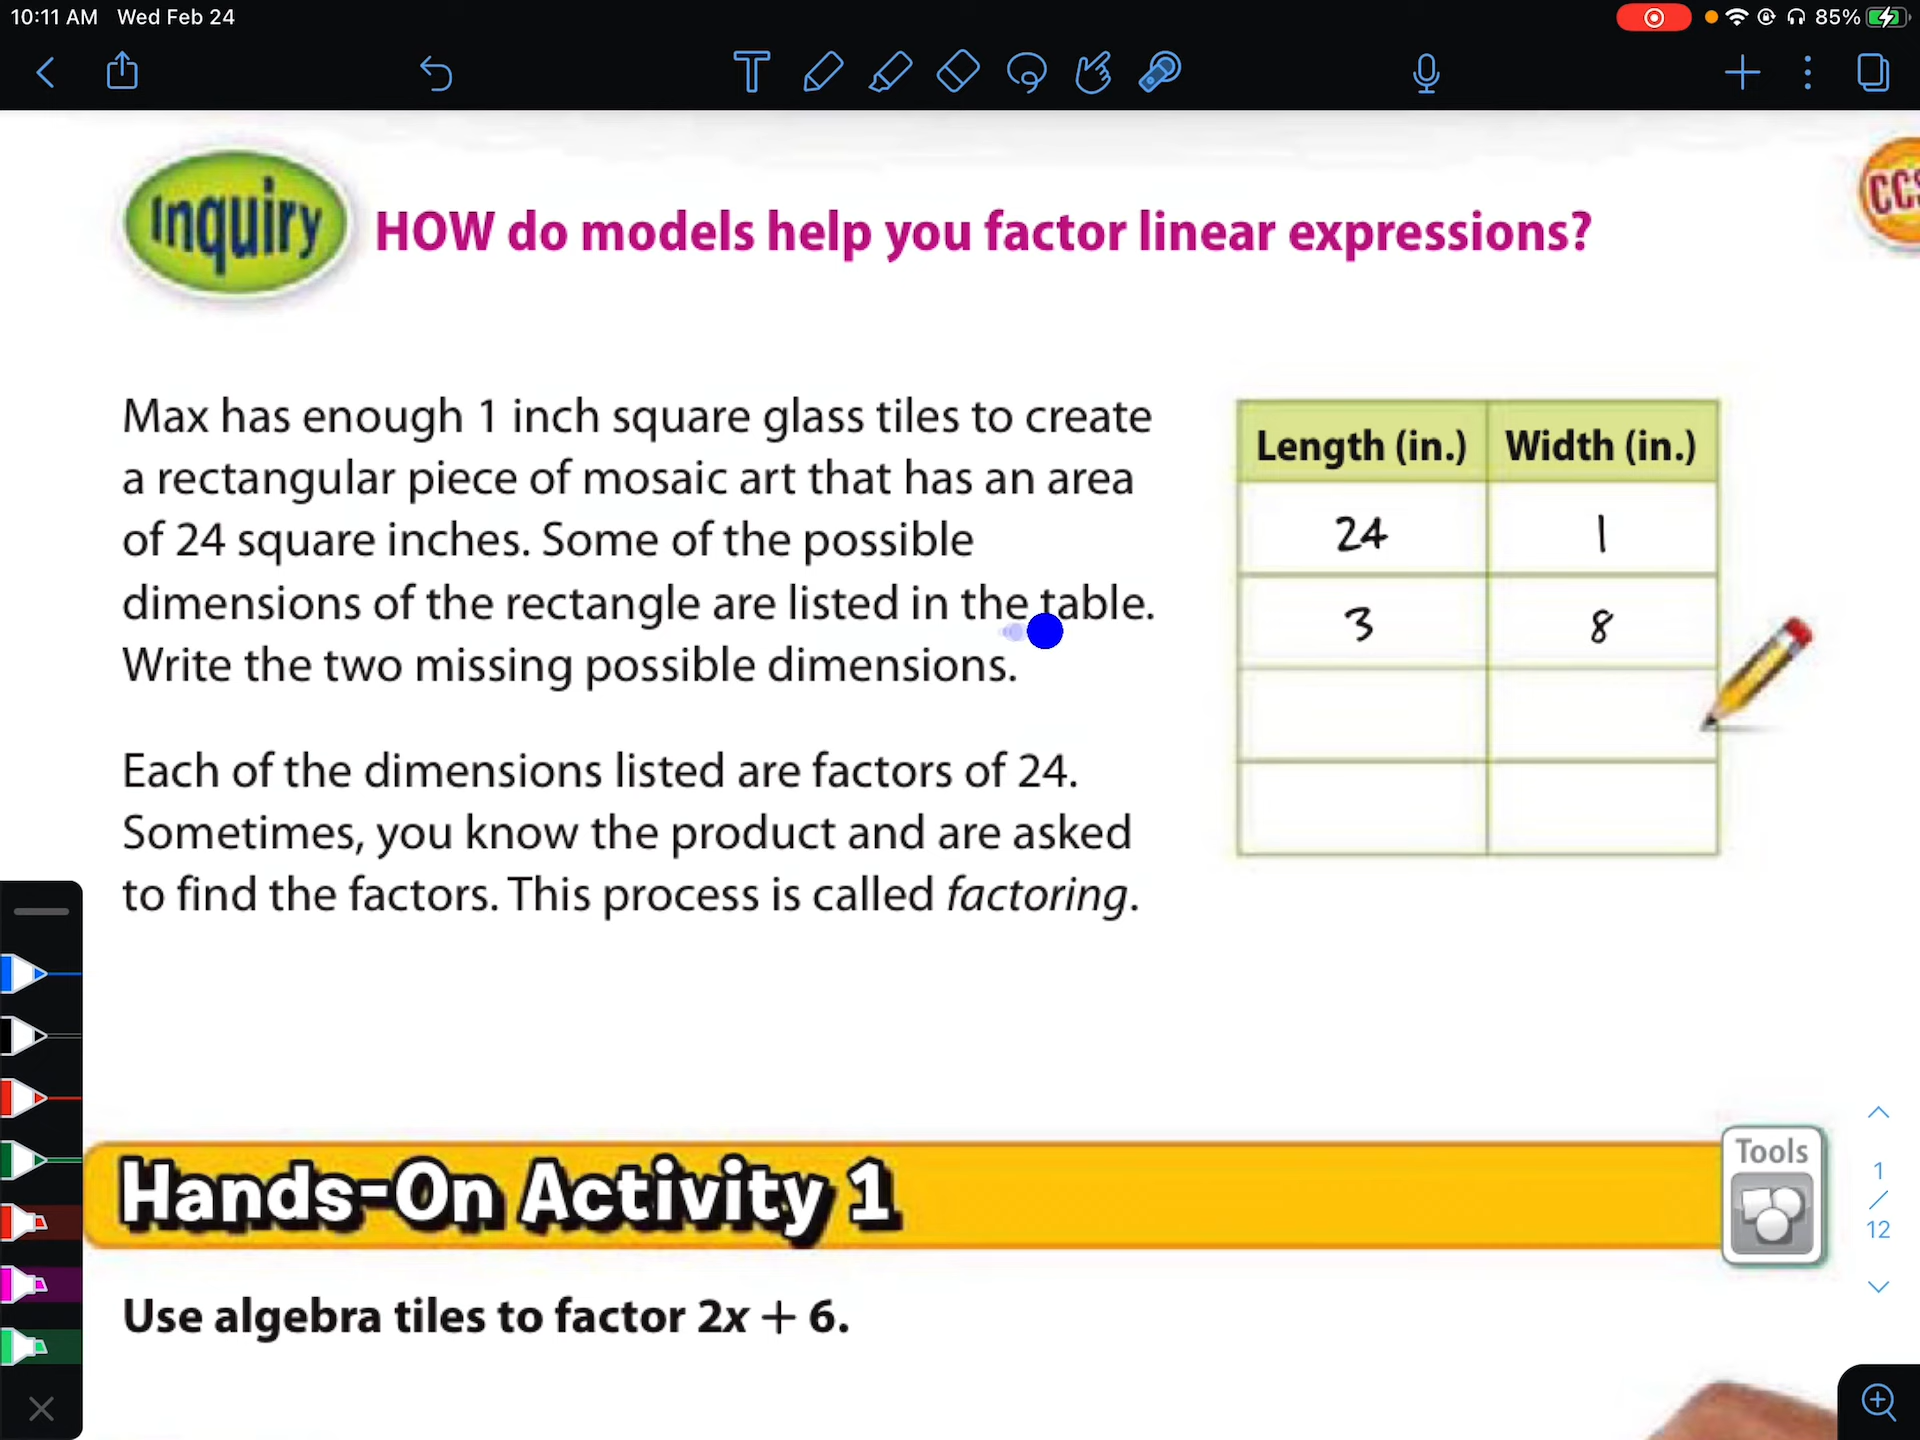 10:11 AM Wed Feb 24
85%
T
Inquiry
HOW do models help you factor linear expressions?
CCS
Max has enough 1 inch square glass tiles to create
a rectangular piece of mosaic art that has an area
of 24 square inches. Some of the possible
dimensions of the rectangle are listed in the table.
Write the two missing possible dimensions.
Each of the dimensions listed are factors of 24.
Sometimes, you know the product and are asked
to find the factors. This process is called factoring.
Length (in.) Width (in.)
24 1
3 8
Hands-On Activity 1
Tools
Use algebra tiles to factor 2x + 6.
1
/
12